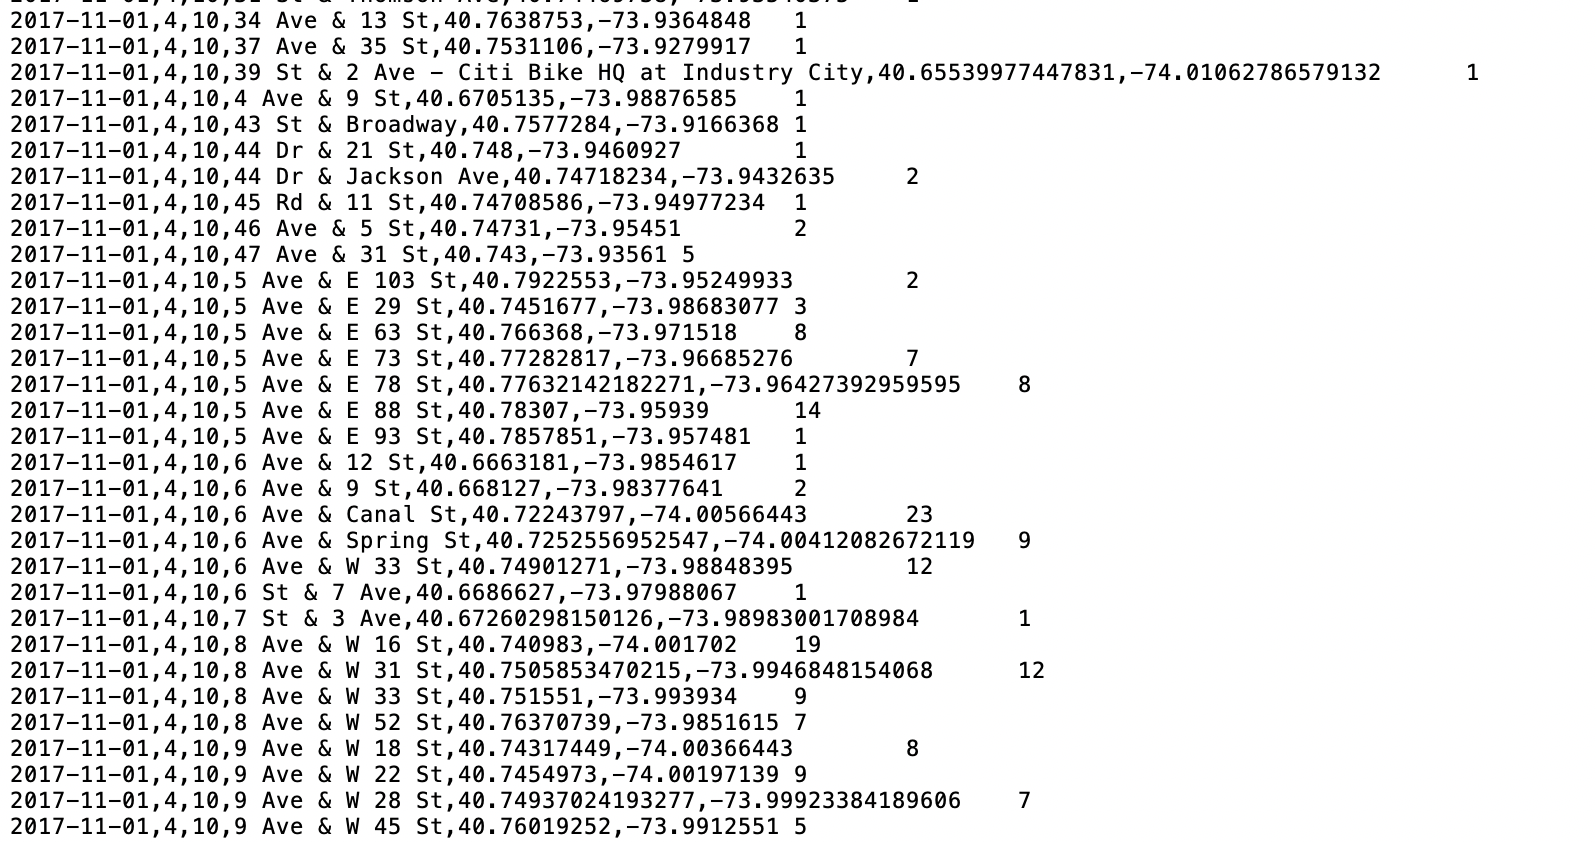 2017-11-01,4,10,34 Ave & 13 St,40.7638753,-73.9364848	1
2017-11-01,4,10,37 Ave & 35 St,40.7531106,-73.9279917	1
2017-11-01,4,10,39 St & 2 Ave - Citi Bike HQ at Industry City,40.65539977447831,-74.01062786579132	1
2017-11-01,4,10,4 Ave & 9 St,40.6705135,-73.98876585	1
2017-11-01,4,10,43 St & Broadway,40.7577284,-73.9166368	1
2017-11-01,4,10,44 Dr & 21 St,40.748,-73.9460927	1
2017-11-01,4,10,44 Dr & Jackson Ave,40.74718234,-73.9432635	2
2017-11-01,4,10,45 Rd & 11 St,40.74708586,-73.94977234	1
2017-11-01,4,10,46 Ave & 5 St,40.74731,-73.95451	2
2017-11-01,4,10,47 Ave & 31 St,40.743,-73.93561	5
2017-11-01,4,10,5 Ave & E 103 St,40.7922553,-73.95249933	2
2017-11-01,4,10,5 Ave & E 29 St,40.7451677,-73.98683077	3
2017-11-01,4,10,5 Ave & E 63 St,40.766368,-73.971518	8
2017-11-01,4,10,5 Ave & E 73 St,40.77282817,-73.96685276	7
2017-11-01,4,10,5 Ave & E 78 St,40.77632142182271,-73.96427392959595	8
2017-11-01,4,10,5 Ave & E 88 St,40.78307,-73.95939	14
2017-11-01,4,10,5 Ave & E 93 St,40.7857851,-73.957481	1
2017-11-01,4,10,6 Ave & 12 St,40.6663181,-73.9854617	1
2017-11-01,4,10,6 Ave & 9 St,40.668127,-73.98377641	2
2017-11-01,4,10,6 Ave & Canal St,40.72243797,-74.00566443	23
2017-11-01,4,10,6 Ave & Spring St,40.7252556952547,-74.00412082672119	9
2017-11-01,4,10,6 Ave & W 33 St,40.74901271,-73.98848395	12
2017-11-01,4,10,6 St & 7 Ave,40.6686627,-73.97988067	1
2017-11-01,4,10,7 St & 3 Ave,40.67260298150126,-73.98983001708984	1
2017-11-01,4,10,8 Ave & W 16 St,40.740983,-74.001702	19
2017-11-01,4,10,8 Ave & W 31 St,40.7505853470215,-73.9946848154068	12
2017-11-01,4,10,8 Ave & W 33 St,40.751551,-73.993934	9
2017-11-01,4,10,8 Ave & W 52 St,40.76370739,-73.9851615	7
2017-11-01,4,10,9 Ave & W 18 St,40.74317449,-74.00366443	8
2017-11-01,4,10,9 Ave & W 22 St,40.7454973,-74.00197139	9
2017-11-01,4,10,9 Ave & W 28 St,40.74937024193277,-73.99923384189606	7
2017-11-01,4,10,9 Ave & W 45 St,40.76019252,-73.9912551	5